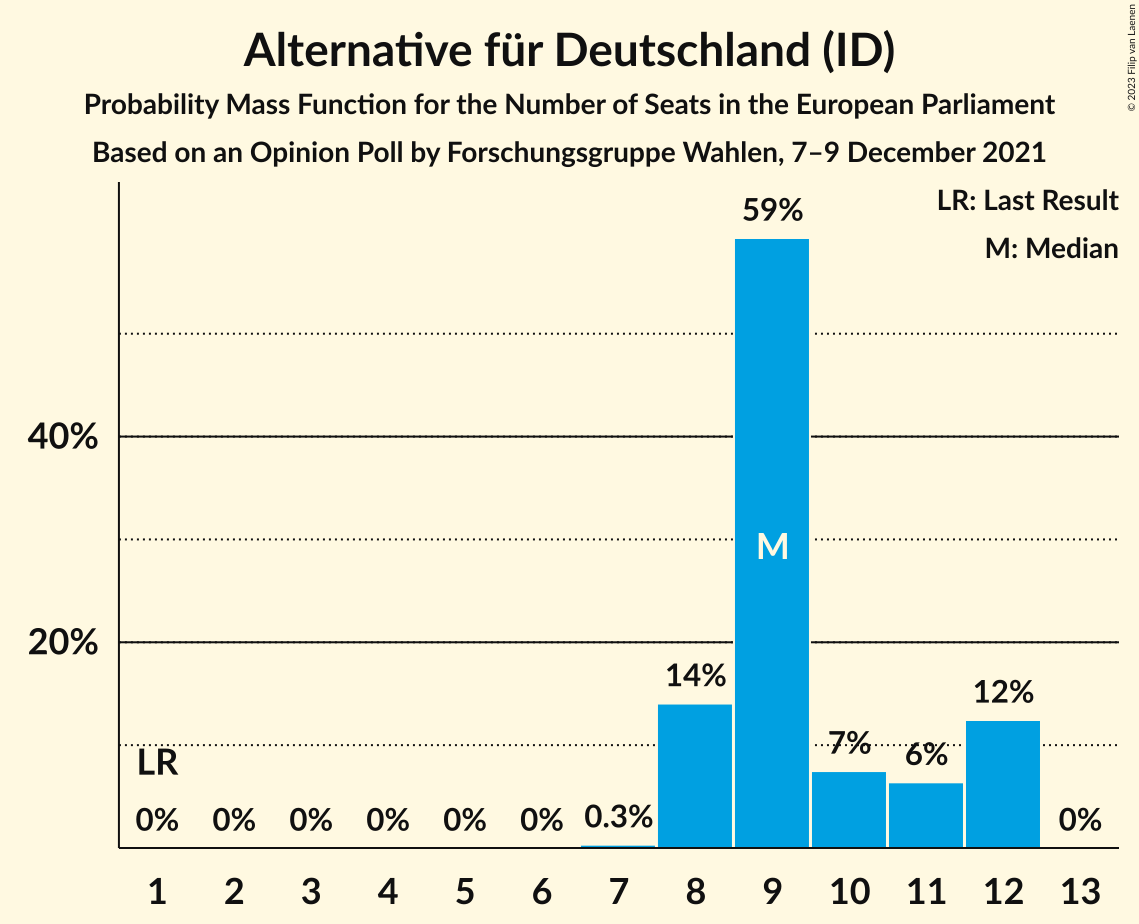 Alternative für Deutschland (ID)
Probability Mass Function for the Number of Seats in the European Parliament
Based on an Opinion Poll by Forschungsgruppe Wahlen, 7–9 December 2021
© 2023 Filip van Laenen
LR: Last Result
M: Median
59%
40%
M
20%
14%
12%
7%
6%
LR
0% 0% 0% 0% 0% 0% 0.3% 0%
1 2 3 4 5 6 7 8 9 10 11 12 13